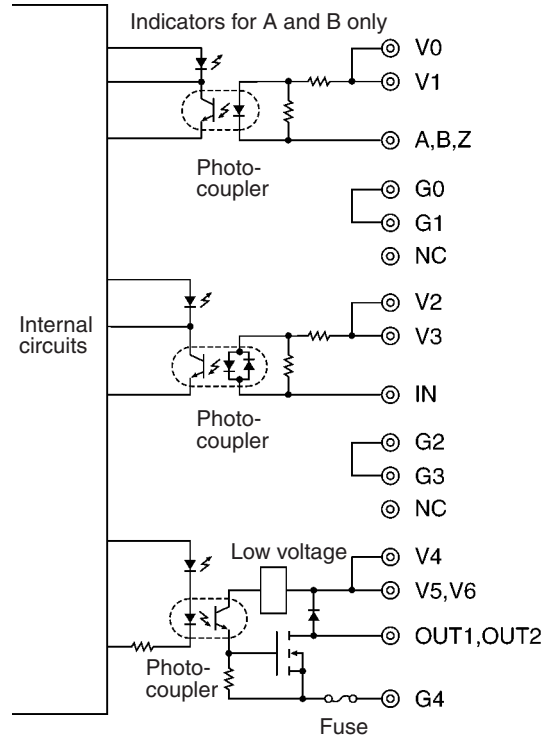 Indicators for A and B only
V0
V1
A,B,Z
Photo-
coupler
G0
G1
NC
V2
Internal
circuits
V3
IN
Photo-
coupler
G2
G3
NC
Low voltage
V4
V5,V6
OUT1,OUT2
Photo-
coupler
G4
Fuse